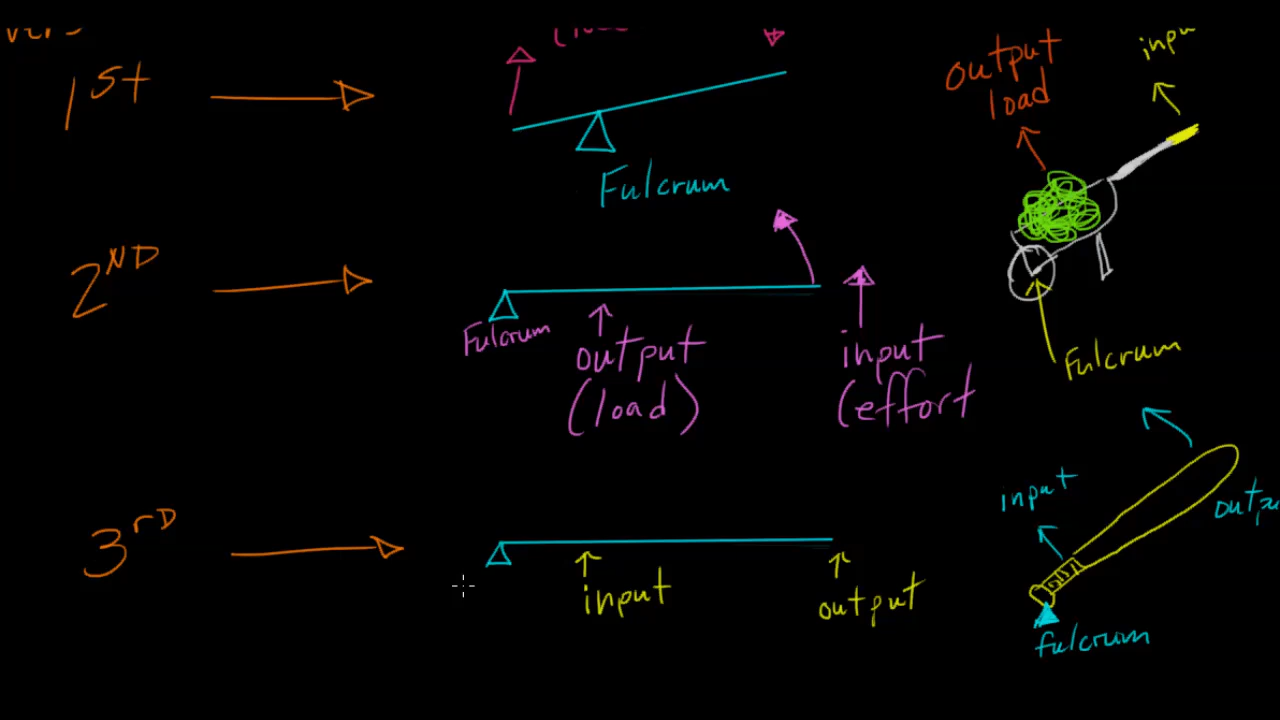 1st
Fulcrum
output
load
2ND
Fulcrum
output
(load)
input
(effort
Fulcrum
3rD
input
output
input
fulcrum